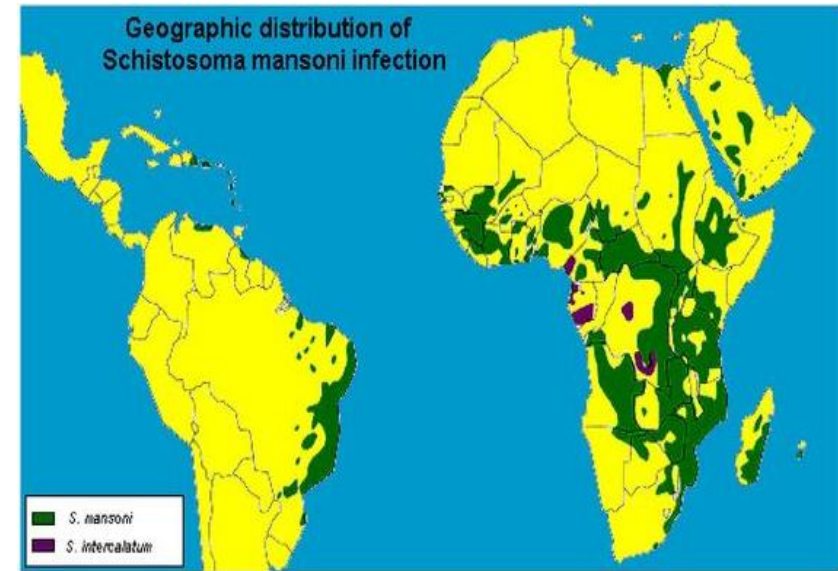 Geographic distribution of
Schistosoma mansoni infection
S. mansoni
S. intercalatum